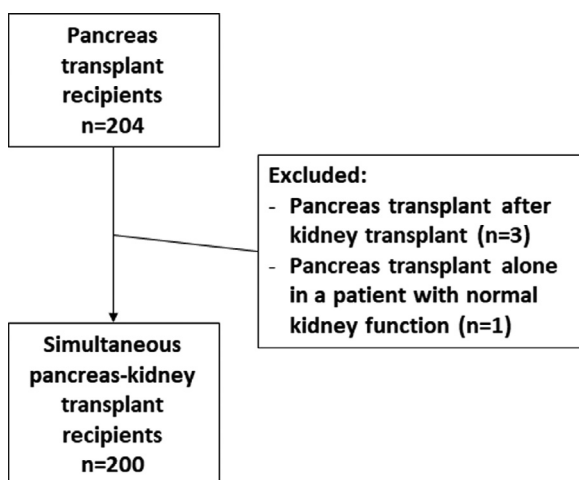 Pancreas
transplant
recipients
n=204
Excluded:
- Pancreas transplant after
kidney transplant (n=3)
- Pancreas transplant alone
in a patient with normal
kidney function (n=1)
Simultaneous
pancreas-kidney
transplant
recipients
n=200